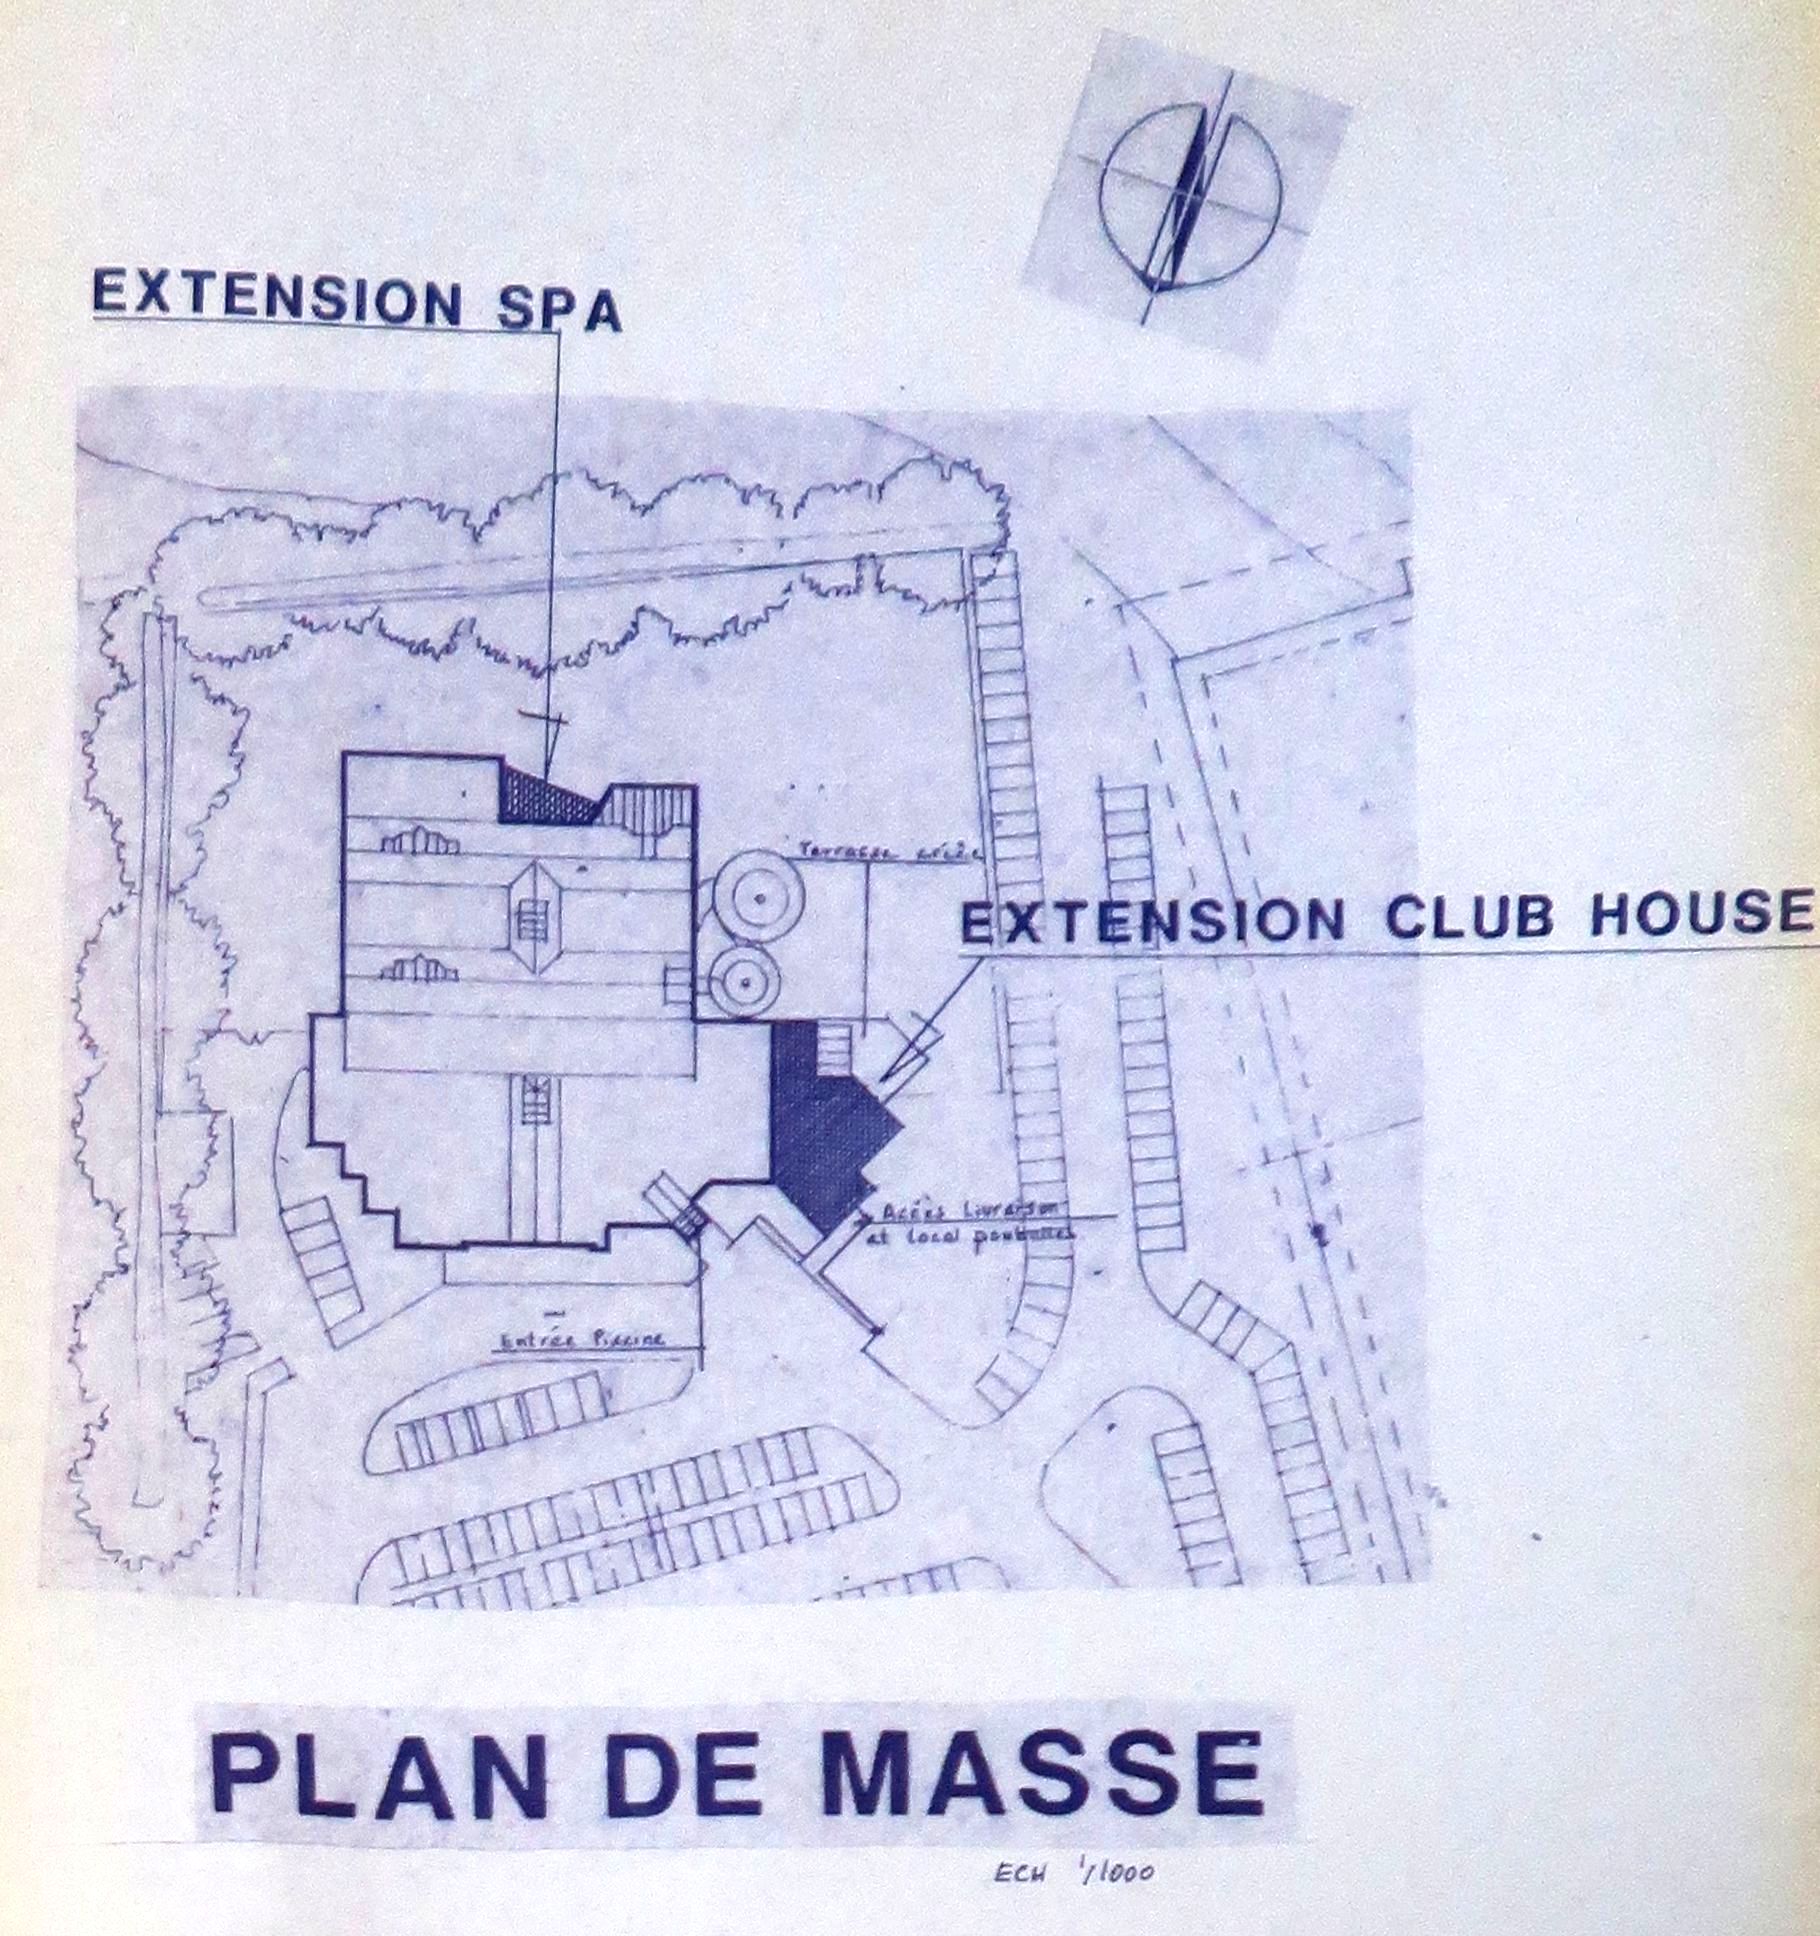 EXTENSION SPA
Terrasse
EXTENSION CLUB HOUSE
Accès Livraison
et local poubelles
Entrée Piscine
PLAN DE MASSE
ECH 1/1000